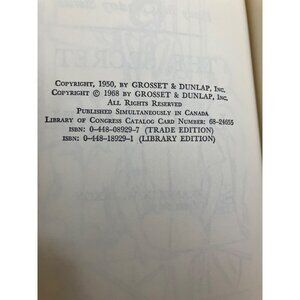 Copyright, 1950, by GROSSET & DUNLAP, Inc.
Copyright © 1968 by GROSSET & DUNLAP, Inc.
All Rights Reserved
Published Simultaneously in Canada
Library of Congress Catalog Card Number: 68-24655
ISBN: 0-448-08929-7 (TRADE EDITION)
ISBN: 0-448-18929-1 (LIBRARY EDITION)